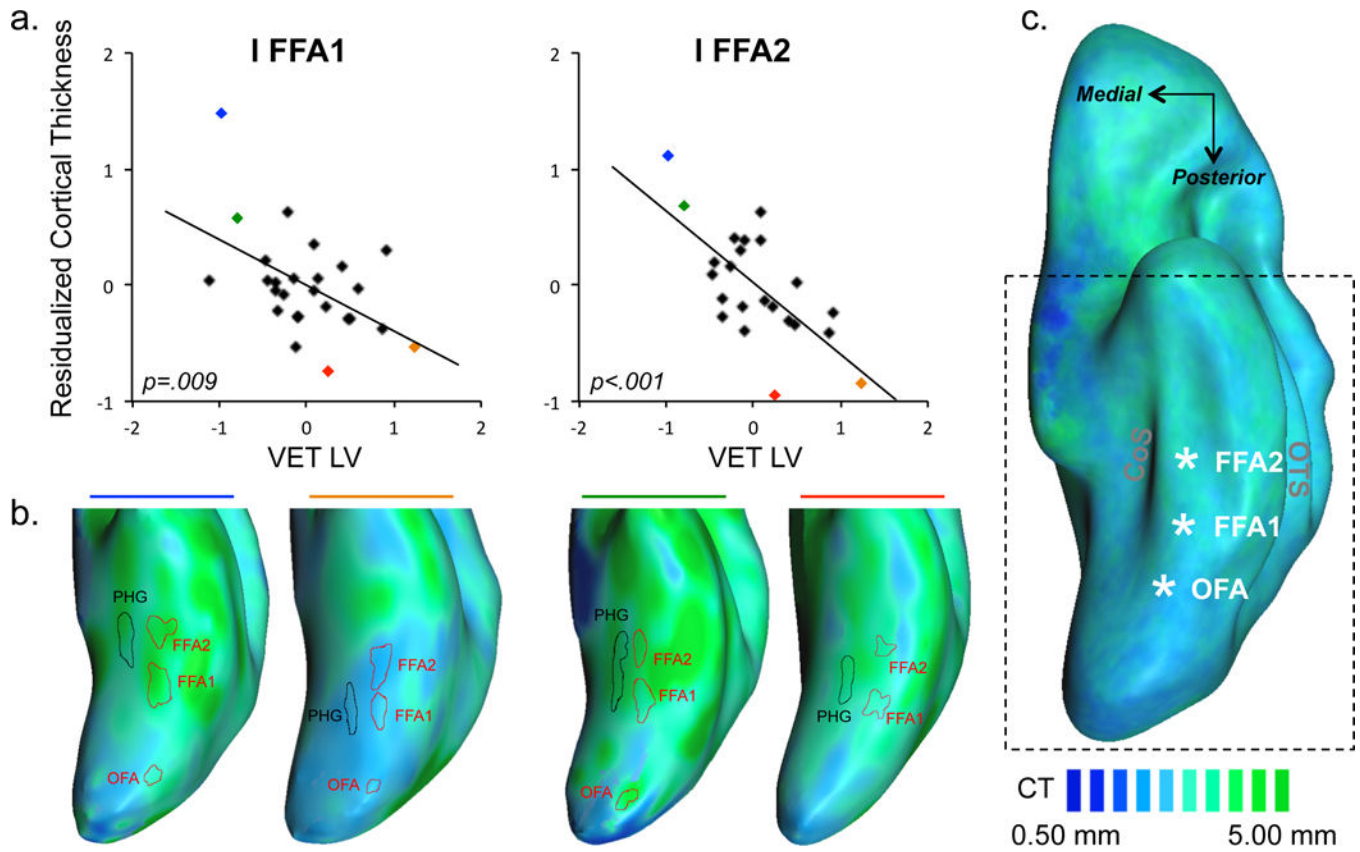 a.
l FFA1
l FFA2
Residualized Cortical Thickness
2
1
0
-1
p=.009
-2 -1 0 1 2
VET LV
2
1
0
-1
p<.001
-2 -1 0 1 2
VET LV
b.
PHG
FFA2
FFA1
OFA
FFA2
PHG
FFA1
OFA
PHG
FFA2
FFA1
OFA
FFA2
PHG
FFA1
c.
Medial
Posterior
CoS
OTS
* FFA2
* FFA1
* OFA
CT
0.50 mm 5.00 mm